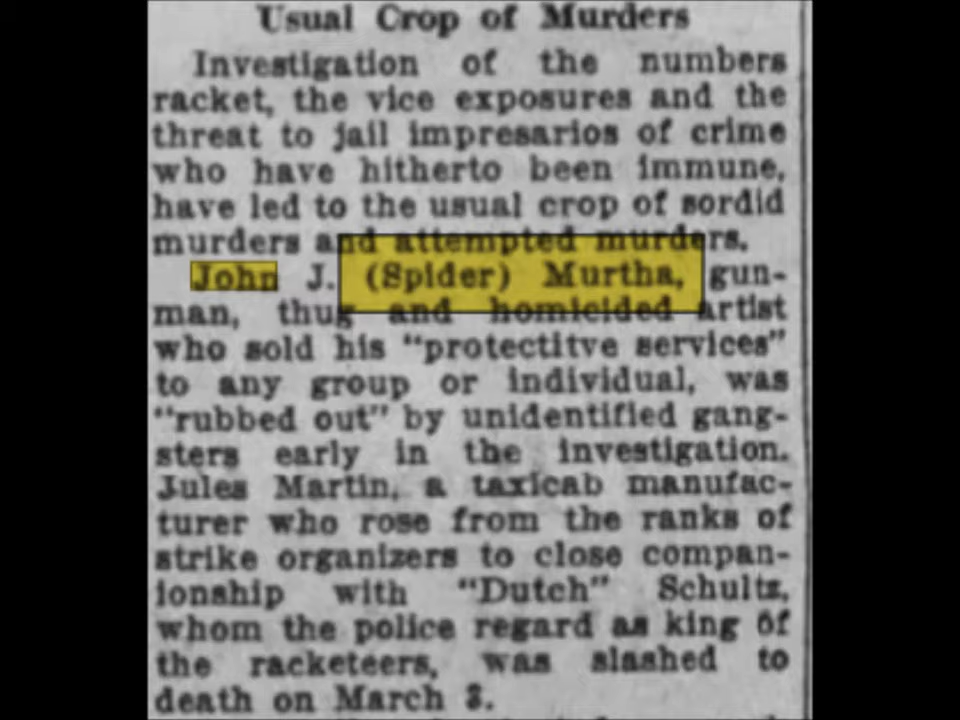 Usual Crop of Murders
Investigation of the numbers
racket, the vice exposures and the
threat to jail impresarios of crime
who have hitherto been immune,
have led to the usual crop of sordid
murders and attempted murders.
John J. (Spider) Murtha, gun-
man, thug and homicided artist
who sold his "protectitve services"
to any group or individual, was
"rubbed out" by unidentified gang-
sters early in the investigation.
Jules Martin, a taxicab manufac-
turer who rose from the ranks of
strike organizers to close compan-
ionship with "Dutch" Schultz,
whom the police regard as king of
the racketeers, was slashed to
death on March 3.